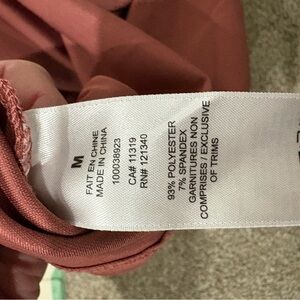 M
FAIT EN CHINE
MADE IN CHINA
100038923
CA# 11319
RN# 121340
93% POLYESTER
7% SPANDEX
GARNITURES NON
COMPRISES / EXCLUSIVE
OF TRIMS